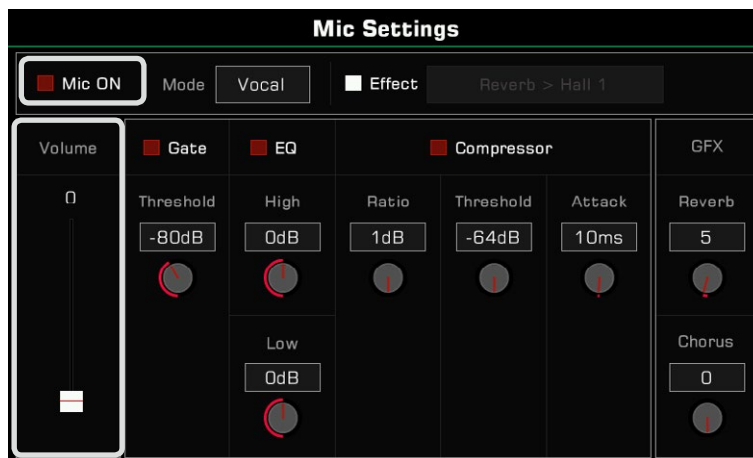 Mic Settings
Mic ON Mode Vocal Effect Reverb > Hall 1
Volume Gate EQ Compressor GFX
0 Threshold High Ratio Threshold Attack Reverb
-80dB 0dB 1dB -64dB 10ms 5
Low Chorus
0dB 0